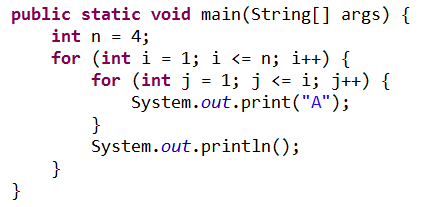 public static void main(String[] args) {
    int n = 4;
    for (int i = 1; i <= n; i++) {
        for (int j = 1; j <= i; j++) {
            System.out.print("A");
        }
        System.out.println();
    }
}